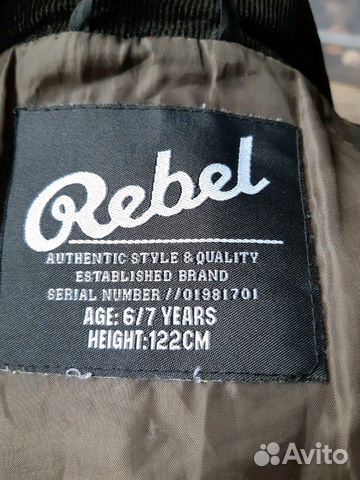 Rebel
AUTHENTIC STYLE & QUALITY
ESTABLISHED BRAND
SERIAL NUMBER //01981701
AGE: 6/7 YEARS
HEIGHT:122CM
Avito